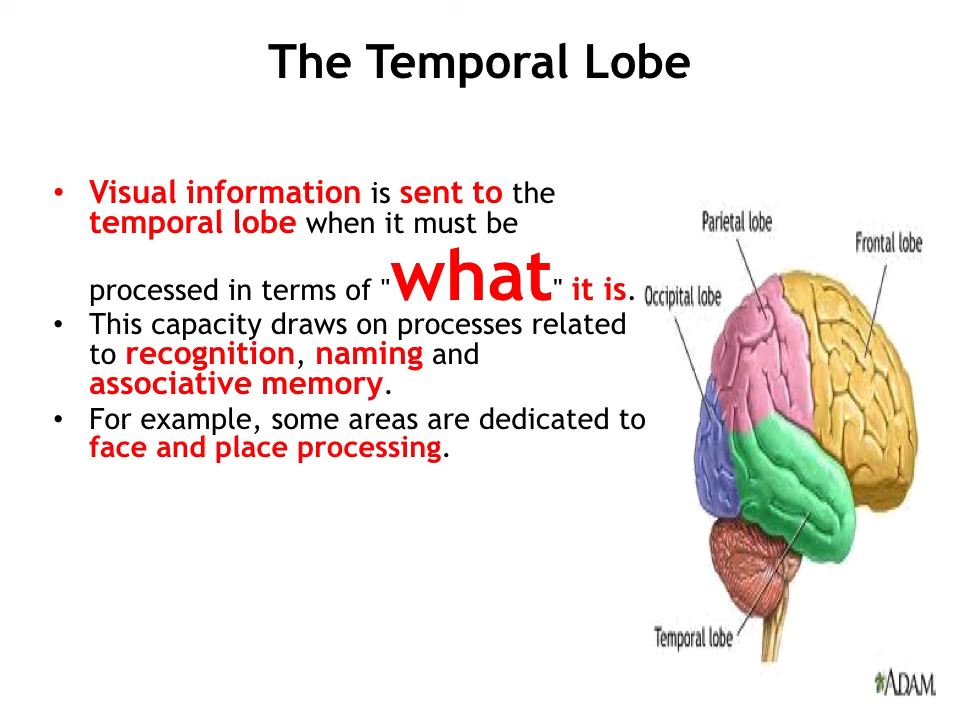 The Temporal Lobe
• Visual information is sent to the
temporal lobe when it must be
processed in terms of "what" it is.
• This capacity draws on processes related
to recognition, naming and
associative memory.
• For example, some areas are dedicated to
face and place processing.
Parietal lobe
Frontal lobe
Occipital lobe
Temporal lobe
ADAM.